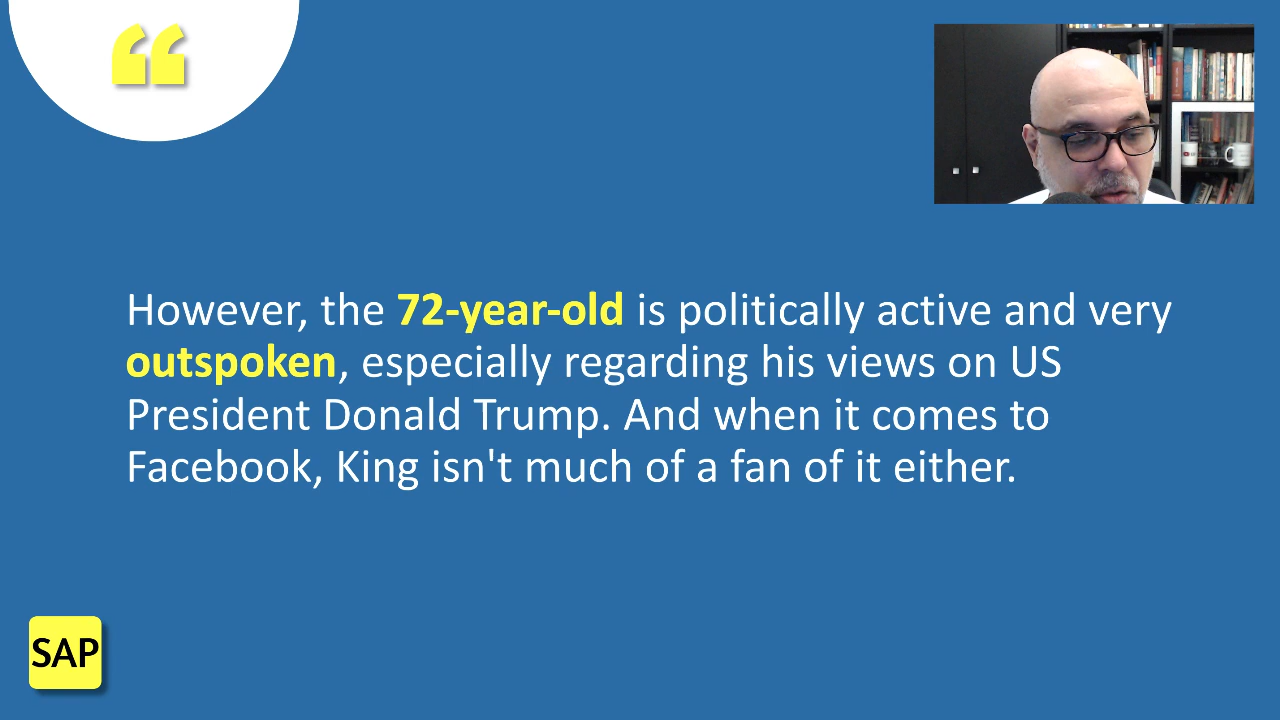 However, the 72-year-old is politically active and very
outspoken, especially regarding his views on US
President Donald Trump. And when it comes to
Facebook, King isn't much of a fan of it either.
SAP